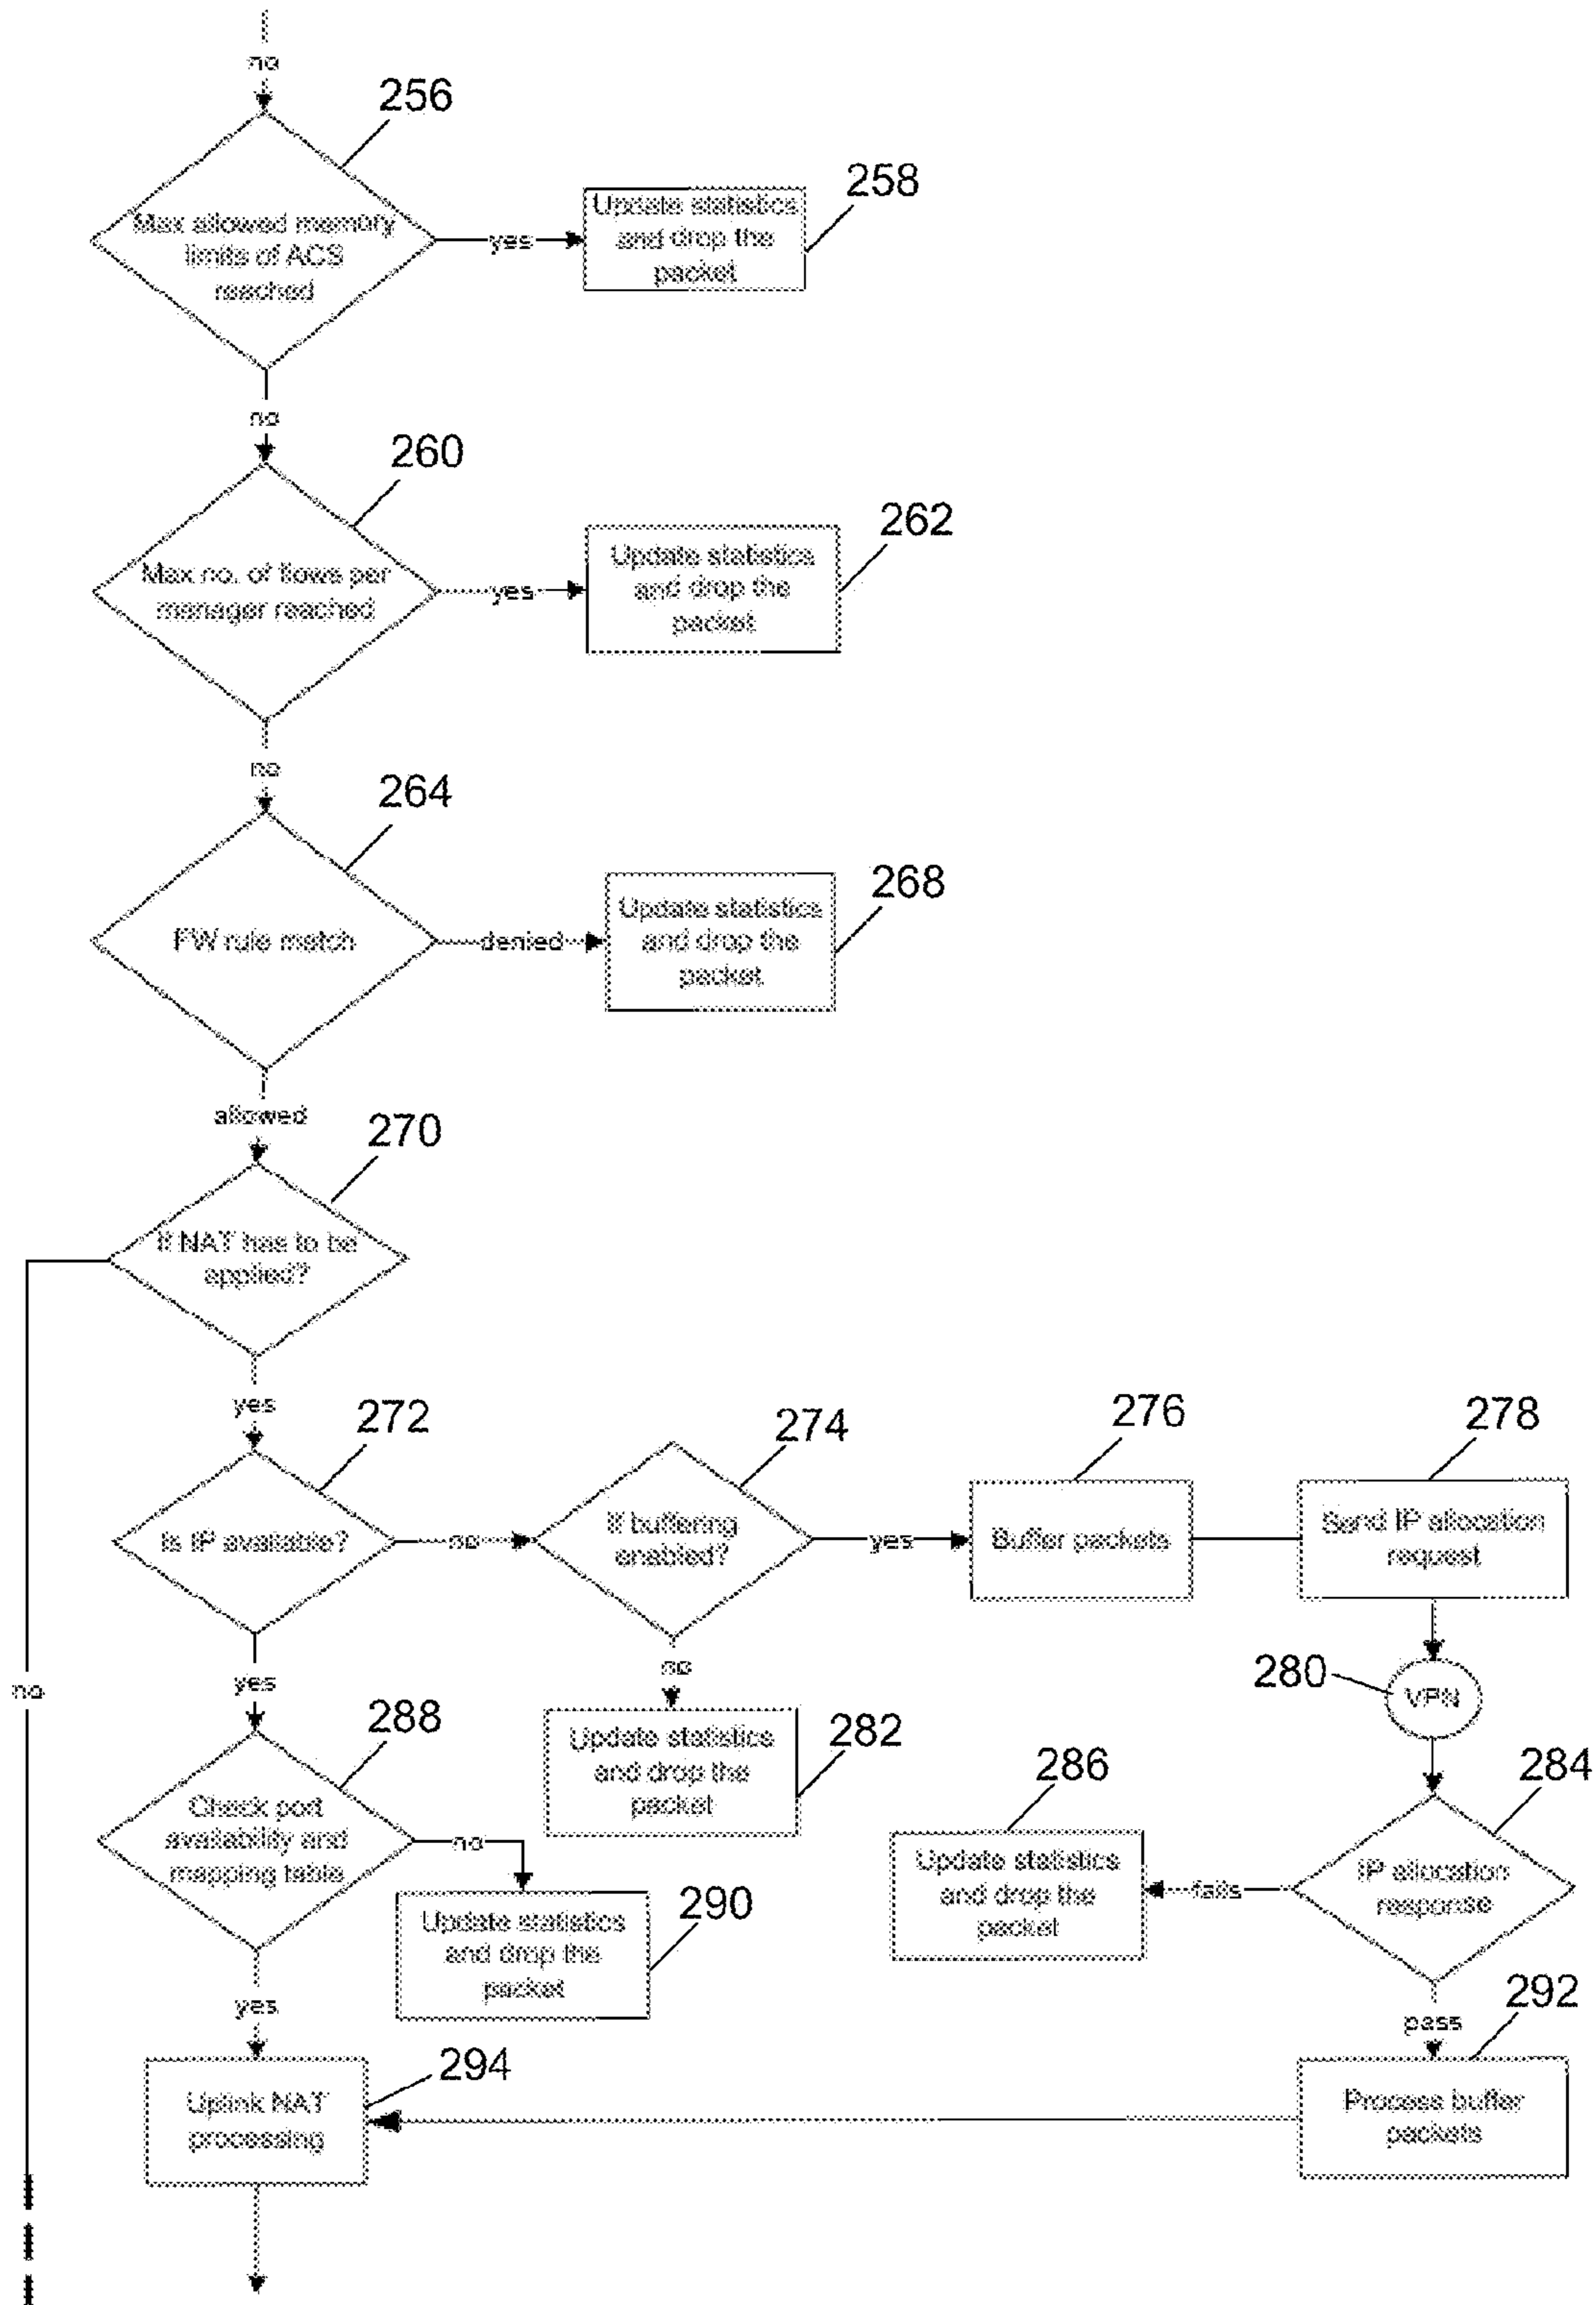 no
256
Max allowed memory
limits of ACS
reached
yes
258
Update statistics
and drop the
packet
no
260
Max no. of flows per
manager reached
yes
262
Update statistics
and drop the
packet
no
264
FW rule match
denied
268
Update statistics
and drop the
packet
allowed
270
If NAT has to be
applied?
yes
272
Is IP available?
no
274
If buffering
enabled?
yes
276
Buffer packets
278
Send IP allocation
request
no
yes
no
280
VPN
282
Update statistics
and drop the
packet
288
Check port
availability and
mapping table
no
290
Update statistics
and drop the
packet
286
Update statistics
and drop the
packet
fails
284
IP allocation
response
yes
pass
292
Process buffer
packets
294
Uplink NAT
processing